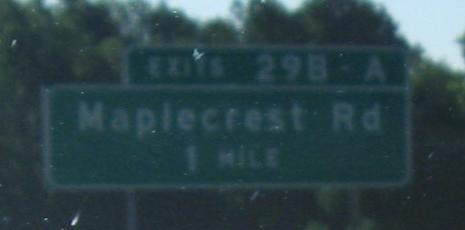 EXITS 29B - A
Maplecrest Rd
1 MILE